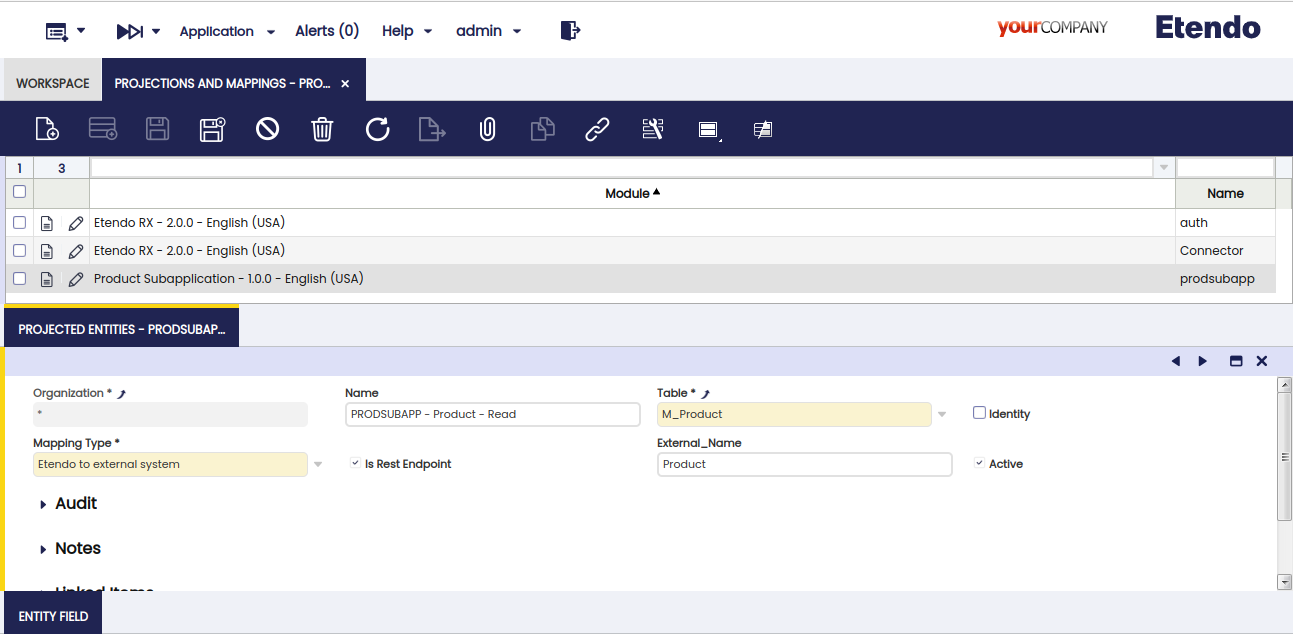 Application Alerts (0) Help admin yourCOMPANY Etendo
WORKSPACE PROJECTIONS AND MAPPINGS - PRO...
1 3
Module Name
Etendo RX - 2.0.0 - English (USA) auth
Etendo RX - 2.0.0 - English (USA) Connector
Product Subapplication - 1.0.0 - English (USA) prodsubapp
PROJECTED ENTITIES - PRODSUBAP...
Organization * Name Table *
* PRODSUBAPP - Product - Read M_Product Identity
Mapping Type * External_Name
Etendo to external system Is Rest Endpoint Product Active
Audit
Notes
Linked Items
ENTITY FIELD